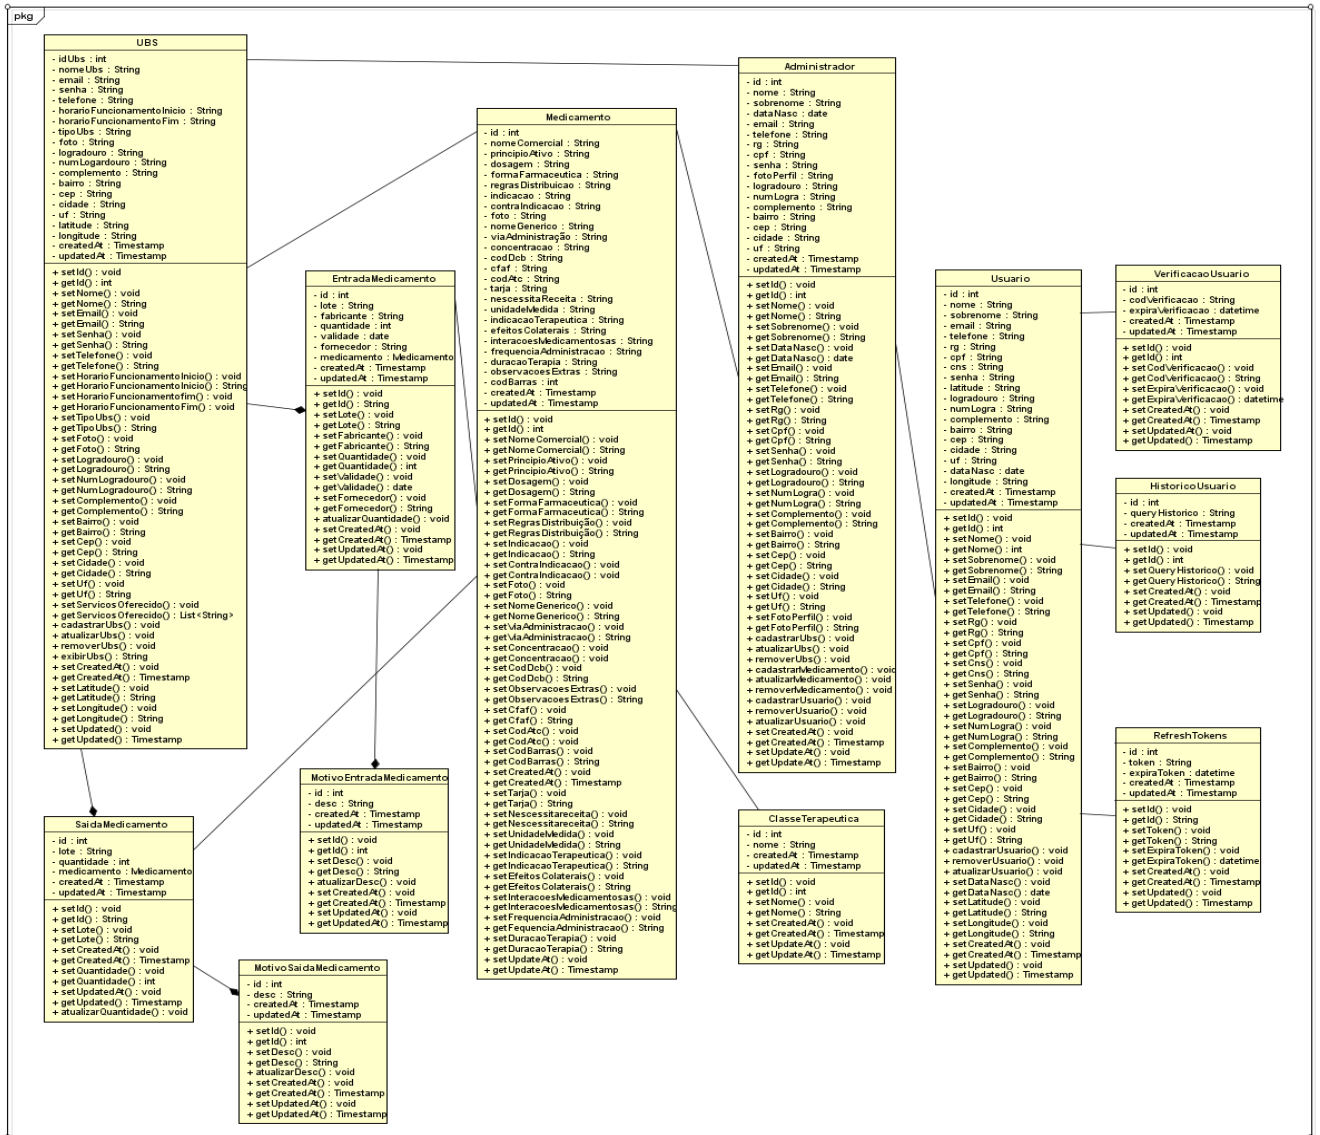 pkg
UBS
- idUbs : int
- nomeUbs : String
- email : String
- senha : String
- telefone : String
- horarioFuncionamentoInicio : String
- horarioFuncionamentoFim : String
- tipoUbs : String
- foto : String
- logradouro : String
- numLogardouro : String
- complemento : String
- bairro : String
- cep : String
- cidade : String
- uf : String
- latitude : String
- longitude : String
- createdAt : Timestamp
- updatedAt : Timestamp
+ setId() : void
+ getId() : int
+ setNome() : void
+ getNome() : String
+ setEmail() : void
+ getEmail() : String
+ setSenha() : void
+ getSenha() : String
+ setTelefone() : void
+ getTelefone() : String
+ setHorarioFuncionamentoInicio() : void
+ getHorarioFuncionamentoInicio() : String
+ setHorarioFuncionamentofim() : void
+ getHorarioFuncionamentoFim() : String
+ setTipoUbs() : void
+ getTipoUbs() : String
+ setFoto() : void
+ getFoto() : String
+ setLogradouro() : void
+ getLogradouro() : String
+ setNumLogradouro() : void
+ getNumLogradouro() : String
+ setComplemento() : void
+ getComplemento() : String
+ setBairro() : void
+ getBairro() : String
+ setCep() : void
+ getCep() : String
+ setCidade() : void
+ getCidade() : String
+ setUf() : void
+ getUf() : String
+ setServicosOferecido() : void
+ getServicosOferecido() : List<String>
+ cadastrarUbs() : void
+ atualizarUbs() : void
+ removerUbs() : void
+ exibirUbs() : String
+ setCreatedAt() : void
+ getCreatedAt() : Timestamp
+ setLatitude() : void
+ getLatitude() : String
+ setLongitude() : void
+ getLongitude() : String
+ setUpdated() : void
+ getUpdated() : Timestamp
EntradaMedicamento
- id : int
- lote : String
- fabricante : String
- quantidade : int
- validade : date
- fornecedor : String
- medicamento : Medicamento
- createdAt : Timestamp
- updatedAt : Timestamp
+ setId() : void
+ getId() : String
+ setLote() : void
+ getLote() : String
+ setFabricante() : void
+ getFabricante() : String
+ setQuantidade() : void
+ getQuantidade() : int
+ setValidade() : void
+ getValidade() : date
+ setFornecedor() : void
+ getFornecedor() : String
+ atualizarQuantidade() : void
+ setCreatedAt() : void
+ getCreatedAt() : Timestamp
+ setUpdatedAt() : void
+ getUpdatedAt() : Timestamp
Medicamento
- id : int
- nomeComercial : String
- principioAtivo : String
- dosagem : String
- formaFarmaceutica : String
- regrasDistribuicao : String
- indicacao : String
- contraIndicacao : String
- foto : String
- nomeGenerico : String
- viaAdministração : String
- concentracao : String
- codDcb : String
- cfaf : String
- codAtc : String
- tarja : String
- nescessitaReceita : String
- unidadeMedida : String
- indicacaoTerapeutica : String
- efeitosColaterais : String
- interacoesMedicamentosas : String
- frequenciaAdministracao : String
- duracaoTerapia : String
- observacoesExtras : String
- codBarras : int
- createdAt : Timestamp
- updatedAt : Timestamp
+ setId() : void
+ getId() : int
+ setNomeComercial() : void
+ getNomeComercial() : String
+ setPrincipioAtivo() : void
+ getPrincipioAtivo() : String
+ setDosagem() : void
+ getDosagem() : String
+ setFormaFarmaceutica() : void
+ getFormaFarmaceutica() : String
+ setRegrasDistribuição() : void
+ getRegrasDistribuição() : String
+ setIndicacao() : void
+ getIndicacao() : String
+ setContraIndicacao() : void
+ getContraIndicacao() : void
+ setFoto() : void
+ getFoto() : String
+ setNomeGenerico() : void
+ getNomeGenerico() : String
+ setViaAdministracao() : void
+ getViaAdministracao() : String
+ setConcentracao() : void
+ getConcentracao() : String
+ setCodDcb() : void
+ getCodDcb() : String
+ setObservacoesExtras() : void
+ getObservacoesExtras() : String
+ setCfaf() : void
+ getCfaf() : String
+ setCodAtc() : void
+ getCodAtc() : void
+ setCodBarras() : void
+ getCodBarras() : String
+ setCreatedAt() : void
+ getCreatedAt() : Timestamp
+ setTarja() : void
+ getTarja() : String
+ setNescessitareceita() : void
+ getNescessitareceita() : String
+ setUnidadeMedida() : void
+ getUnidadeMedida() : String
+ setIndicacaoTerapeutica() : void
+ getIndicacaoTerapeutica() : String
+ setEfeitosColaterais() : void
+ getEfeitosColaterais() : String
+ setInteracoesMedicamentosas() : void
+ getInteracoesMedicamentosas() : String
+ setFrequenciaAdministracao() : void
+ getFequenciaAdministracao() : String
+ setDuracaoTerapia() : void
+ getDuracaoTerapia() : String
+ setUpdateAt() : void
+ getUpdateAt() : Timestamp
Administrador
- id : int
- nome : String
- sobrenome : String
- dataNasc : date
- email : String
- telefone : String
- rg : String
- cpf : String
- senha : String
- fotoPerfil : String
- logradouro : String
- numLogra : String
- complemento : String
- bairro : String
- cep : String
- cidade : String
- uf : String
- createdAt : Timestamp
- updatedAt : Timestamp
+ setId() : void
+ getId() : int
+ setNome() : void
+ getNome() : String
+ setSobrenome() : void
+ getSobrenome() : String
+ setDataNasc() : void
+ getDataNasc() : date
+ setEmail() : void
+ getEmail() : String
+ setTelefone() : void
+ getTelefone() : String
+ setRg() : void
+ getRg() : String
+ setCpf() : void
+ getCpf() : String
+ setSenha() : void
+ getSenha() : String
+ setLogradouro() : void
+ getLogradouro() : String
+ setNumLogra() : void
+ getNumLogra() : String
+ setComplemento() : void
+ getComplemento() : String
+ setBairro() : void
+ getBairro() : String
+ setCep() : void
+ getCep() : String
+ setCidade() : void
+ getCidade() : String
+ setUf() : void
+ getUf() : String
+ setFotoPerfil() : void
+ getFotoPerfil() : String
+ cadastrarUbs() : void
+ atualizarUbs() : void
+ removerUbs() : void
+ cadastrarMedicamento() : void
+ atualizarMedicamento() : void
+ removerMedicamento() : void
+ cadastrarUsuario() : void
+ removerUsuario() : void
+ atualizarUsuario() : void
+ setCreatedAt() : void
+ getCreatedAt() : Timestamp
+ setUpdateAt() : void
+ getUpdateAt() : Timestamp
Usuario
- id : int
- nome : String
- sobrenome : String
- email : String
- telefone : String
- rg : String
- cpf : String
- cns : String
- senha : String
- latitude : String
- logradouro : String
- numLogra : String
- complemento : String
- bairro : String
- cep : String
- cidade : String
- uf : String
- dataNasc : date
- longitude : String
- createdAt : Timestamp
- updatedAt : Timestamp
+ setId() : void
+ getId() : int
+ setNome() : void
+ getNome() : int
+ setSobrenome() : void
+ getSobrenome() : String
+ setEmail() : void
+ getEmail() : String
+ setTelefone() : void
+ getTelefone() : String
+ setRg() : void
+ getRg() : String
+ setCpf() : void
+ getCpf() : String
+ setCns() : void
+ getCns() : String
+ setSenha() : void
+ getSenha() : String
+ setLogradouro() : void
+ getLogradouro() : String
+ setNumLogra() : void
+ getNumLogra() : String
+ setComplemento() : void
+ getComplemento() : String
+ setBairro() : void
+ getBairro() : String
+ setCep() : void
+ getCep() : String
+ setCidade() : void
+ getCidade() : String
+ setUf() : void
+ getUf() : String
+ cadastrarUsuario() : void
+ removerUsuario() : void
+ atualizarUsuario() : void
+ setDataNasc() : void
+ getDataNasc() : date
+ setLatitude() : void
+ getLatitude() : String
+ setLongitude() : void
+ getLongitude() : String
+ setCreatedAt() : void
+ getCreatedAt() : Timestamp
+ setUpdated() : void
+ getUpdated() : Timestamp
VerificacaoUsuario
- id : int
- codVerificacao : String
- expiraVerificacao : datetime
- createdAt : Timestamp
- updatedAt : Timestamp
+ setId() : void
+ getId() : int
+ setCodVerificacao() : void
+ getCodVerificacao() : String
+ setExpiraVerificacao() : void
+ getExpiraVerificacao() : datetime
+ setCreatedAt() : void
+ getCreatedAt() : Timestamp
+ setUpdatedAt() : void
+ getUpdated() : Timestamp
HistoricoUsuario
- id : int
- queryHistorico : String
- createdAt : Timestamp
- updatedAt : Timestamp
+ setId() : void
+ getId() : int
+ setQueryHistorico() : void
+ getQueryHistorico() : String
+ setCreatedAt() : void
+ getCreatedAt() : Timestamp
+ setUpdated() : void
+ getUpdated() : Timestamp
RefreshTokens
- id : int
- token : String
- expiraToken : datetime
- createdAt : Timestamp
- updatedAt : Timestamp
+ setId() : void
+ getId() : String
+ setToken() : void
+ getToken() : String
+ setExpiraToken() : void
+ getExpiraToken() : datetime
+ setCreatedAt() : void
+ getCreatedAt() : Timestamp
+ setUpdated() : void
+ getUpdated() : Timestamp
MotivoEntradaMedicamento
- id : int
- desc : String
- createdAt : Timestamp
- updatedAt : Timestamp
+ setId() : void
+ getId() : int
+ setDesc() : void
+ getDesc() : String
+ atualizarDesc() : void
+ setCreatedAt() : void
+ getCreatedAt() : Timestamp
+ setUpdatedAt() : void
+ getUpdatedAt() : Timestamp
ClasseTerapeutica
- id : int
- nome : String
- createdAt : Timestamp
- updatedAt : Timestamp
+ setId() : void
+ getId() : int
+ setNome() : void
+ getNome() : String
+ setCreatedAt() : void
+ getCreatedAt() : Timestamp
+ setUpdateAt() : void
+ getUpdateAt() : Timestamp
SaidaMedicamento
- id : int
- lote : String
- quantidade : int
- medicamento : Medicamento
- createdAt : Timestamp
- updatedAt : Timestamp
+ setId() : void
+ getId() : String
+ setLote() : void
+ getLote() : String
+ setCreatedAt() : void
+ getCreatedAt() : Timestamp
+ setQuantidade() : void
+ getQuantidade() : int
+ setUpdatedAt() : void
+ getUpdated() : Timestamp
+ atualizarQuantidade() : void
MotivoSaidaMedicamento
- id : int
- desc : String
- createdAt : Timestamp
- updatedAt : Timestamp
+ setId() : void
+ getId() : int
+ setDesc() : void
+ getDesc() : String
+ atualizarDesc() : void
+ setCreatedAt() : void
+ getCreatedAt() : Timestamp
+ setUpdatedAt() : void
+ getUpdatedAt() : Timestamp